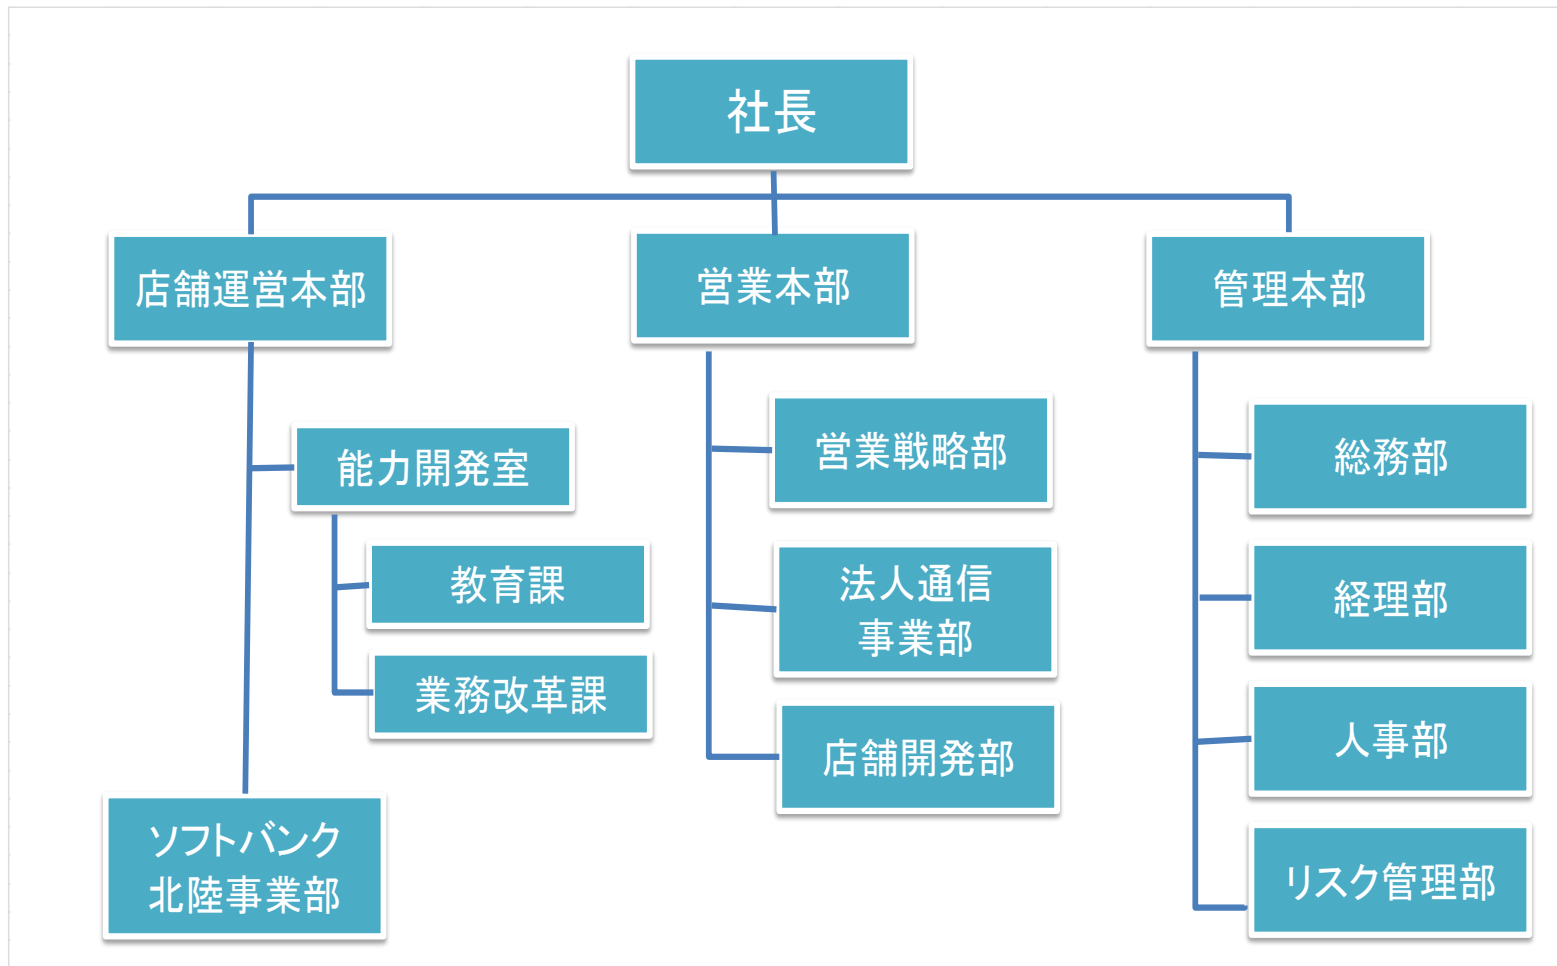 社長
店舗運営本部
営業本部
管理本部
能力開発室
教育課
業務改革課
ソフトバンク
北陸事業部
営業戦略部
法人通信
事業部
店舗開発部
総務部
経理部
人事部
リスク管理部